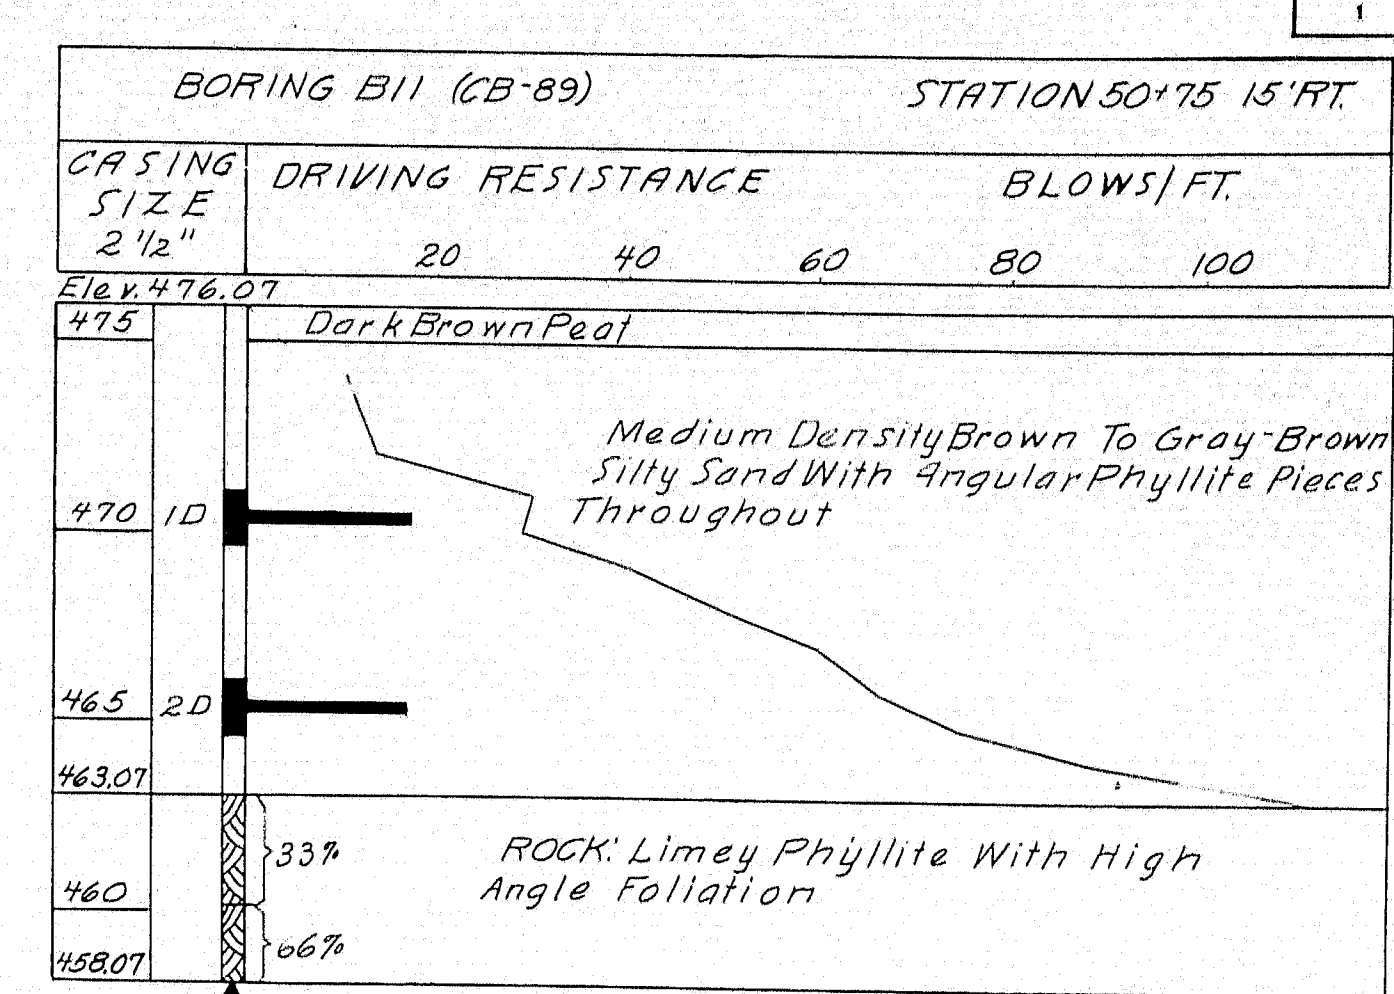 1
BORING B11 (CB-89) STATION 50+75 15'RT.
CASING SIZE 2 1/2"
DRIVING RESISTANCE BLOWS/FT.
20 40 60 80 100
Elev. 476.07
475 Dark Brown Peat
Medium Density Brown To Gray-Brown
Silty Sand With Angular Phyllite Pieces
Throughout
470 1D
465 2D
463.07
33%
ROCK: Limey Phyllite With High
Angle Foliation
460
66%
458.07